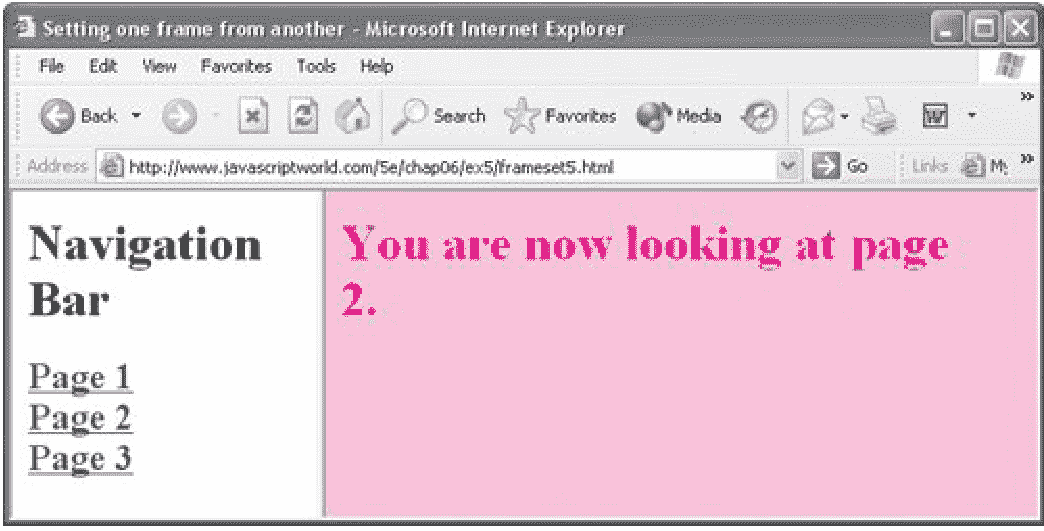 Setting one frame from another - Microsoft Internet Explorer
File Edit View Favorites Tools Help
Back Search Favorites Media W
Address http://www.javascriptworld.com/5e/chap06/ex5/frameset5.html Go Links
Navigation
Bar
Page 1
Page 2
Page 3
You are now looking at page
2.